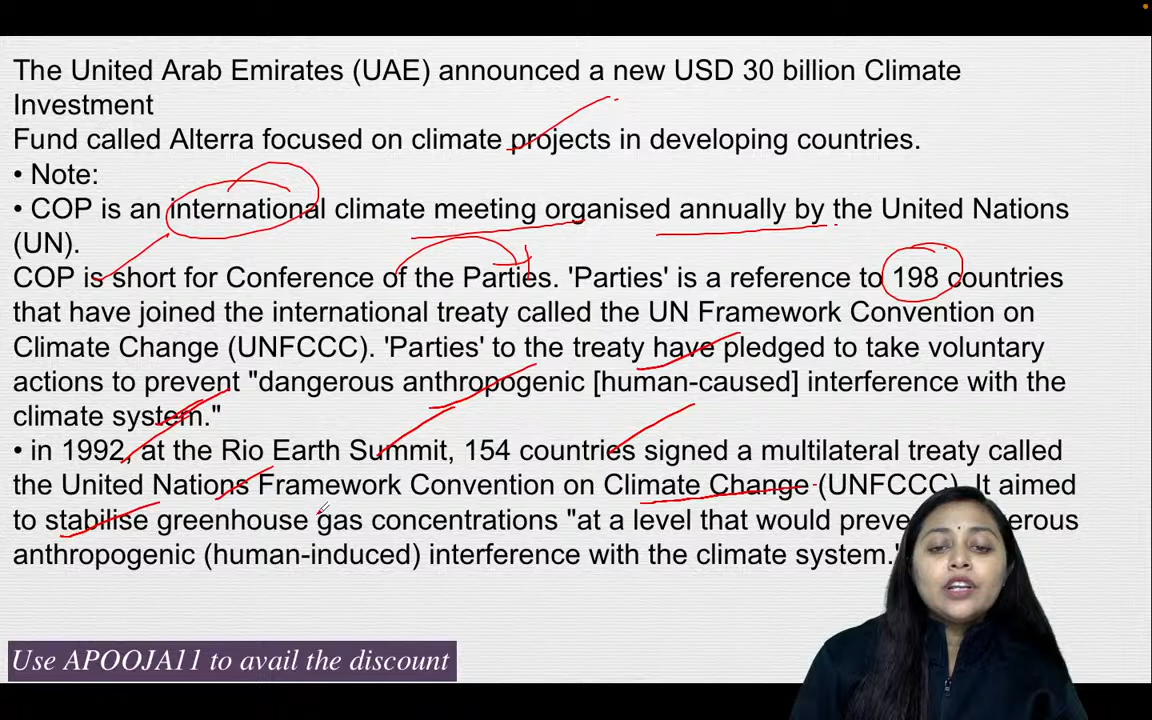 The United Arab Emirates (UAE) announced a new USD 30 billion Climate
Investment
Fund called Alterra focused on climate projects in developing countries.
• Note:
• COP is an international climate meeting organised annually by the United Nations
(UN).
COP is short for Conference of the Parties. 'Parties' is a reference to 198 countries
that have joined the international treaty called the UN Framework Convention on
Climate Change (UNFCCC). 'Parties' to the treaty have pledged to take voluntary
actions to prevent "dangerous anthropogenic [human-caused] interference with the
climate system."
• in 1992, at the Rio Earth Summit, 154 countries signed a multilateral treaty called
the United Nations Framework Convention on Climate Change (UNFCCC). It aimed
to stabilise greenhouse gas concentrations "at a level that would
anthropogenic (human-induced) interference with the climate system.
Use APOOJA11 to avail the discount